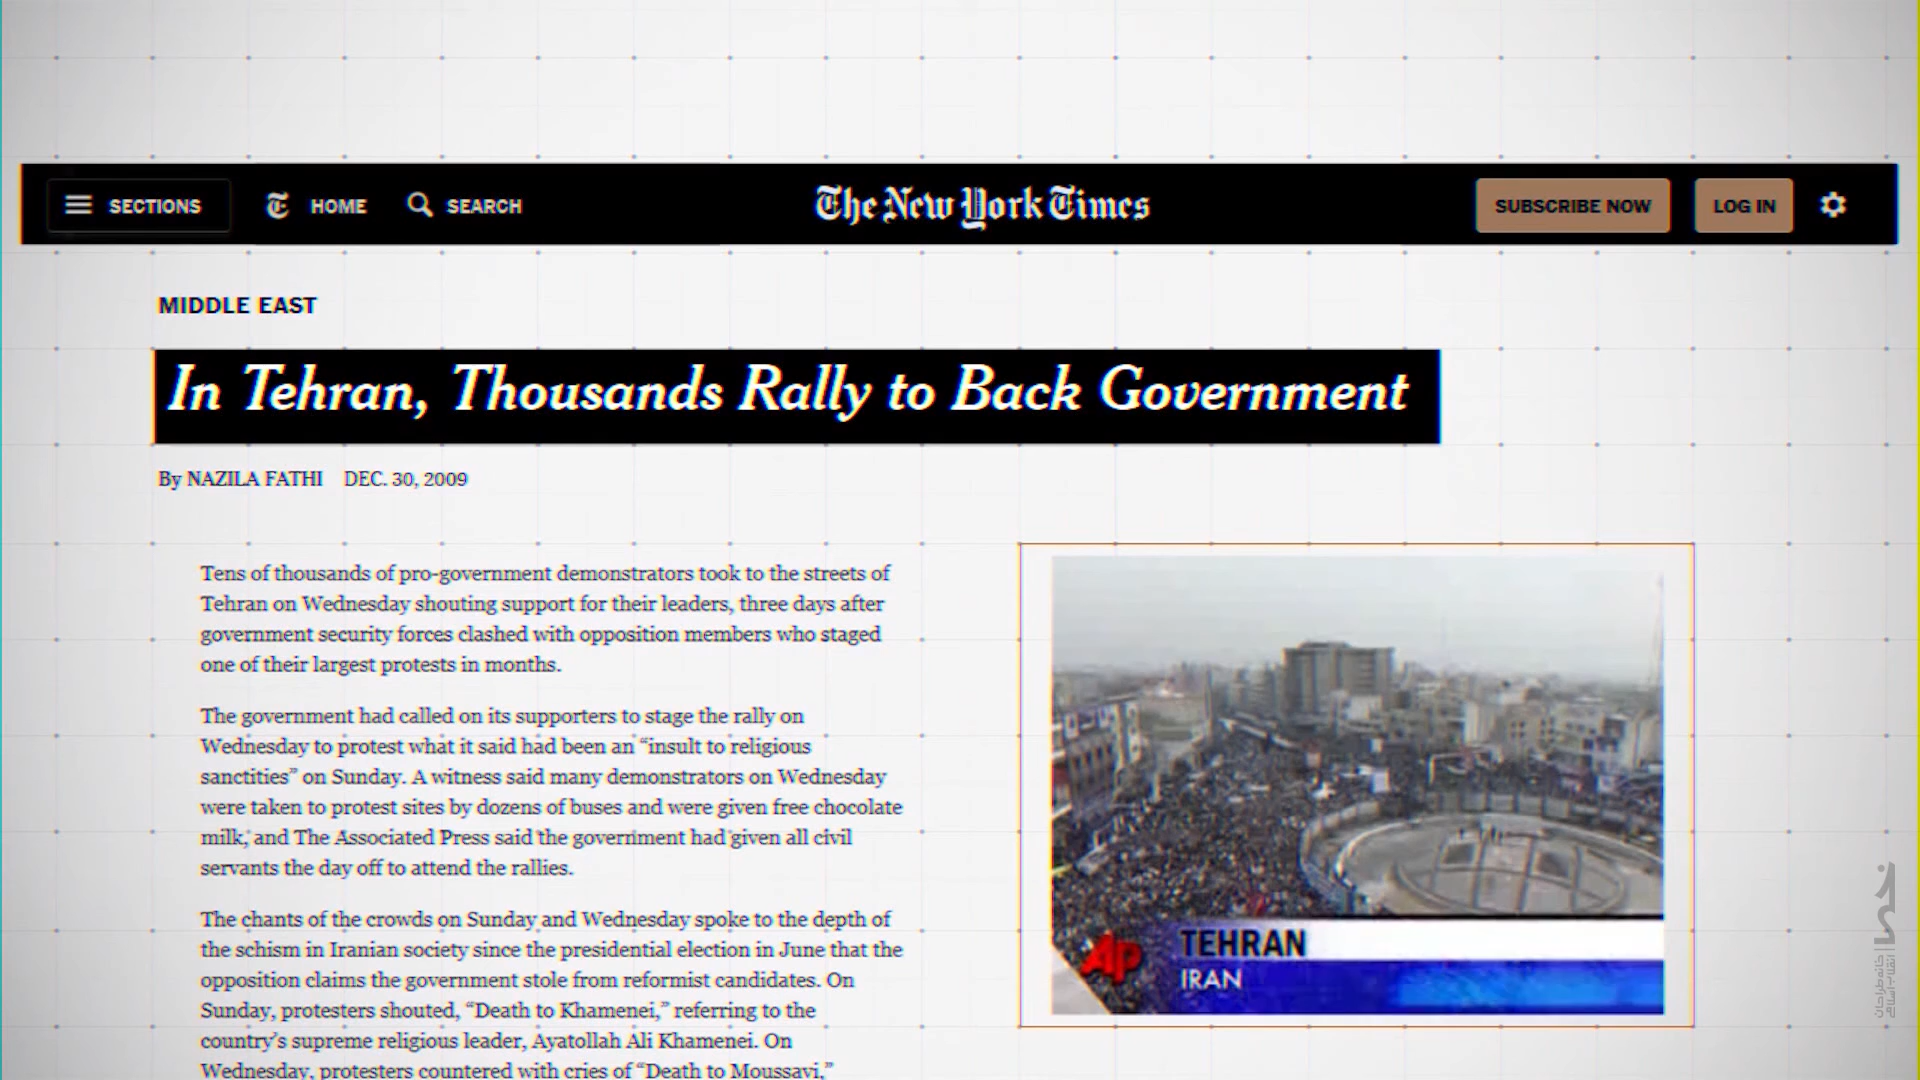 SECTIONS
HOME
SEARCH
The New York Times
SUBSCRIBE NOW
LOG IN
MIDDLE EAST
In Tehran, Thousands Rally to Back Government
By NAZILA FATHI DEC. 30, 2009
Tens of thousands of pro-government demonstrators took to the streets of
Tehran on Wednesday shouting support for their leaders, three days after
government security forces clashed with opposition members who staged
one of their largest protests in months.
The government had called on its supporters to stage the rally on
Wednesday to protest what it said had been an “insult to religious
sanctities” on Sunday. A witness said many demonstrators on Wednesday
were taken to protest sites by dozens of buses and were given free chocolate
milk, and The Associated Press said the government had given all civil
servants the day off to attend the rallies.
The chants of the crowds on Sunday and Wednesday spoke to the depth of
the schism in Iranian society since the presidential election in June that the
opposition claims the government stole from reformist candidates. On
Sunday, protesters shouted, “Death to Khamenei,” referring to the
country’s supreme religious leader, Ayatollah Ali Khamenei. On
Wednesday, protesters countered with cries of “Death to Moussavi,”
AP
TEHRAN
IRAN
خانه طراحان
انقلاب اسلامی